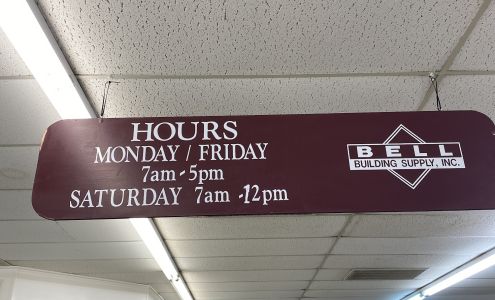 HOURS
MONDAY / FRIDAY
7am - 5pm
SATURDAY 7am - 12pm
BELL
BUILDING SUPPLY, INC.